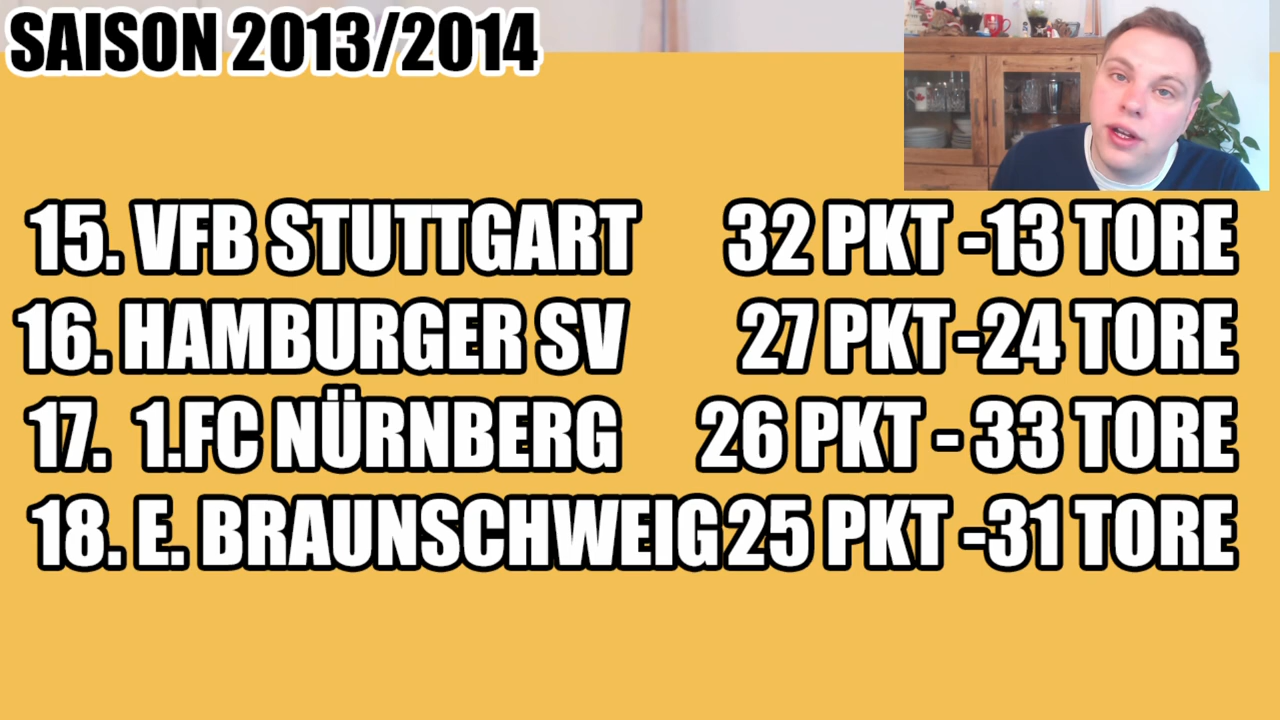 SAISON 2013/2014
15. VFB STUTTGART 32 PKT -13 TORE
16. HAMBURGER SV 27 PKT -24 TORE
17. 1.FC NÜRNBERG 26 PKT - 33 TORE
18. E. BRAUNSCHWEIG 25 PKT -31 TORE